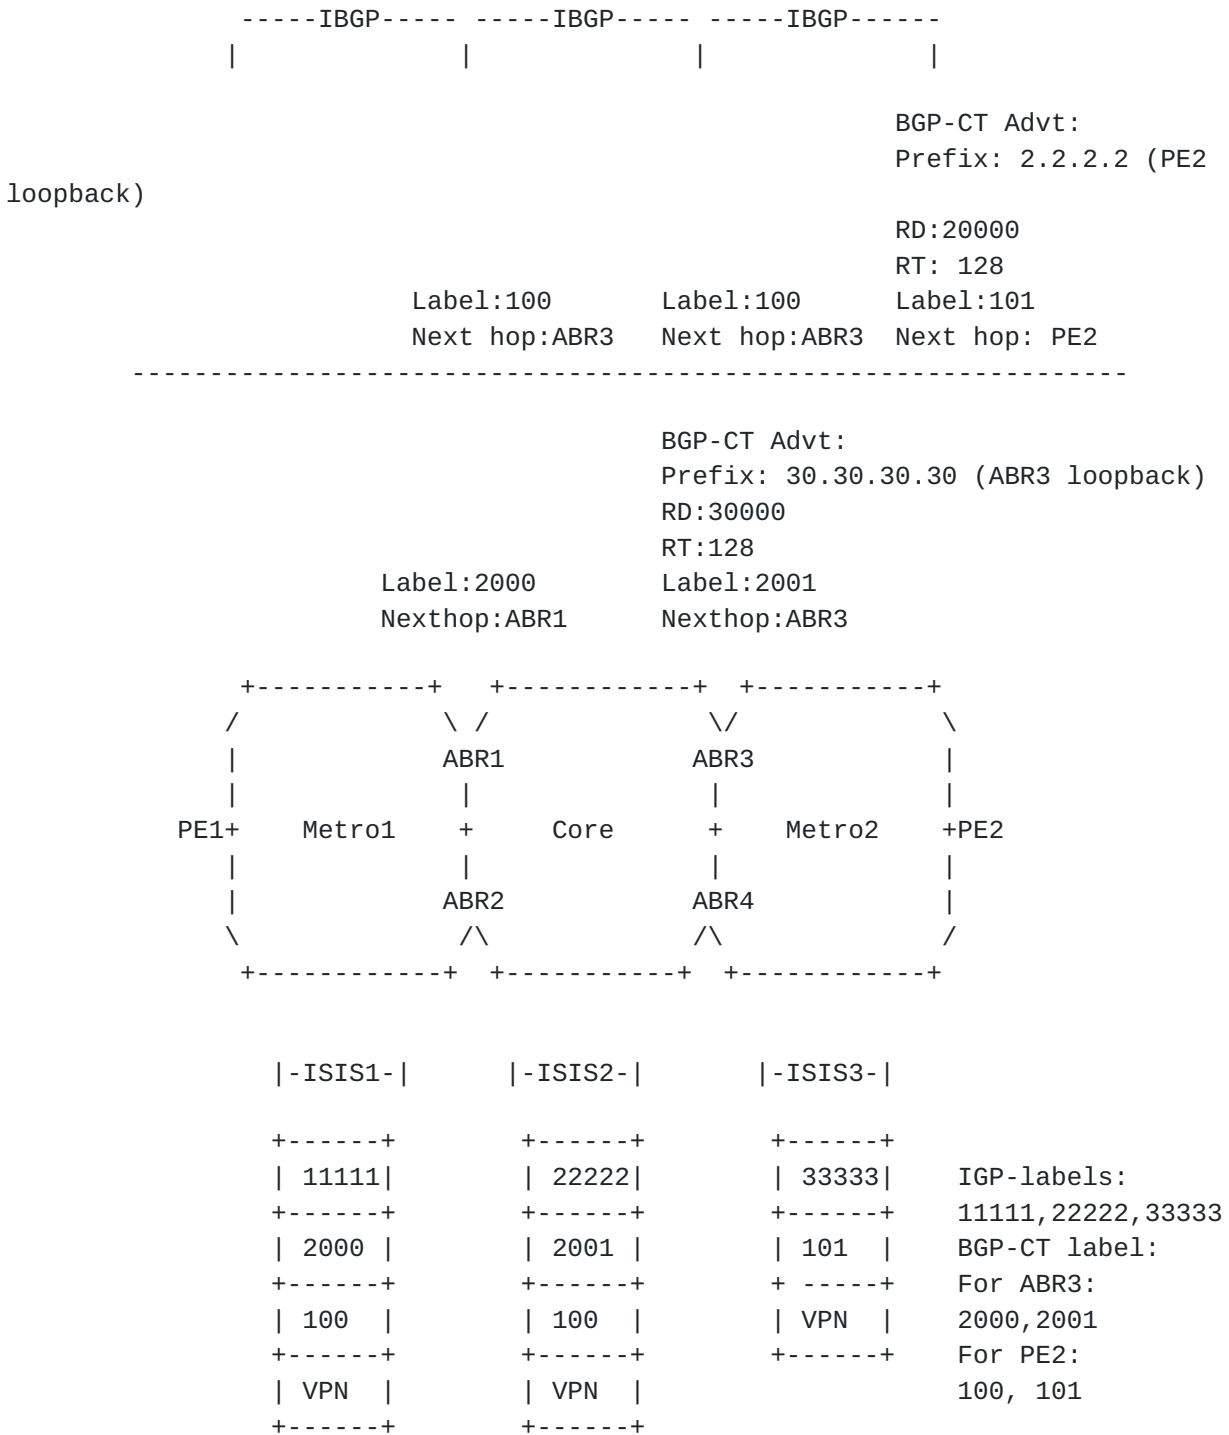 -----IBGP----- -----IBGP----- -----IBGP------
|              |              |              |
BGP-CT Advt:
Prefix: 2.2.2.2 (PE2
loopback)
RD:20000
RT: 128
Label:100       Label:100      Label:101
Next hop:ABR3   Next hop:ABR3  Next hop: PE2
----------------------------------------------------------------
BGP-CT Advt:
Prefix: 30.30.30.30 (ABR3 loopback)
RD:30000
RT:128
Label:2000        Label:2001
Nexthop:ABR1      Nexthop:ABR3
+-----------+   +------------+  +-----------+
/             \ /              \/             \
|             ABR1            ABR3            |
|              |               |              |
PE1+    Metro1    +     Core      +    Metro2    +PE2
|              |               |              |
|             ABR2            ABR4            |
\              /\             /\              /
+------------+  +-----------+  +------------+
|-ISIS1-|      |-ISIS2-|       |-ISIS3-|
+------+        +------+        +------+
| 11111|        | 22222|        | 33333|    IGP-labels:
+------+        +------+        +------+    11111,22222,33333
| 2000 |        | 2001 |        | 101  |    BGP-CT label:
+------+        +------+        + -----+    For ABR3:
| 100  |        | 100  |        | VPN  |    2000,2001
+------+        +------+        +------+    For PE2:
| VPN  |        | VPN  |                    100, 101
+------+        +------+